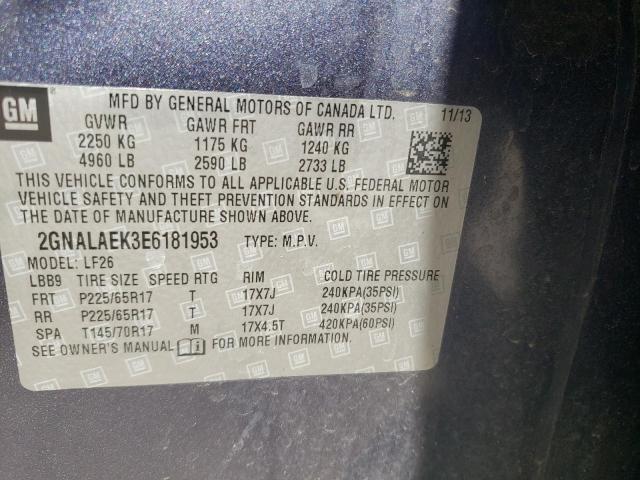 GM
MFD BY GENERAL MOTORS OF CANADA LTD. 11/13
GVWR GAWR FRT GAWR RR
2250 KG 1175 KG 1240 KG
4960 LB 2590 LB 2733 LB
THIS VEHICLE CONFORMS TO ALL APPLICABLE U.S. FEDERAL MOTOR
VEHICLE SAFETY AND THEFT PREVENTION STANDARDS IN EFFECT ON
THE DATE OF MANUFACTURE SHOWN ABOVE.
2GNALAEK3E6181953 TYPE: M.P.V.
MODEL: LF26
LBB9 TIRE SIZE SPEED RTG RIM COLD TIRE PRESSURE
FRT P225/65R17 T 17X7J 240KPA(35PSI)
RR P225/65R17 T 17X7J 240KPA(35PSI)
SPA T145/70R17 M 17X4.5T 420KPA(60PSI)
SEE OWNER'S MANUAL i FOR MORE INFORMATION.